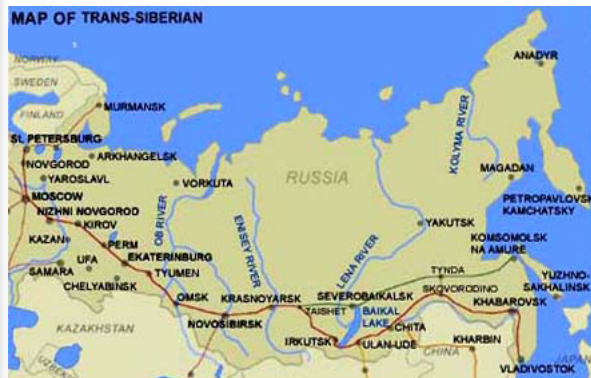 MAP OF TRANS-SIBERIAN
NORWAY
SWEDEN
FINLAND
MURMANSK
ANADYR
ST. PETERSBURG
ARKHANGELSK
NOVGOROD
YAROSLAVL
VORKUTA
RUSSIA
KOLYMA RIVER
MAGADAN
MOSCOW
PETROPAVLOVSK
KAMCHATSKY
NIZHNI NOVGOROD
KIROV
OB RIVER
ENISEY RIVER
YAKUTSK
KOMSOMOLSK
NA AMURE
KAZAN
PERM
EKATERINBURG
LENA RIVER
UFA
SAMARA
TYUMEN
TYNDA
YUZHNO-
SAKHALINSK
CHELYABINSK
OMSK
KRASNOYARSK
SEVEROBAIKALSK
SKOVORODINO
TAISHET
BAIKAL
LAKE
KHABAROVSK
NOVOSIBIRSK
CHITA
KAZAKHSTAN
IRKUTSK
ULAN-UDE
KHARBIN
CHINA
JAPAN
VLADIVOSTOK